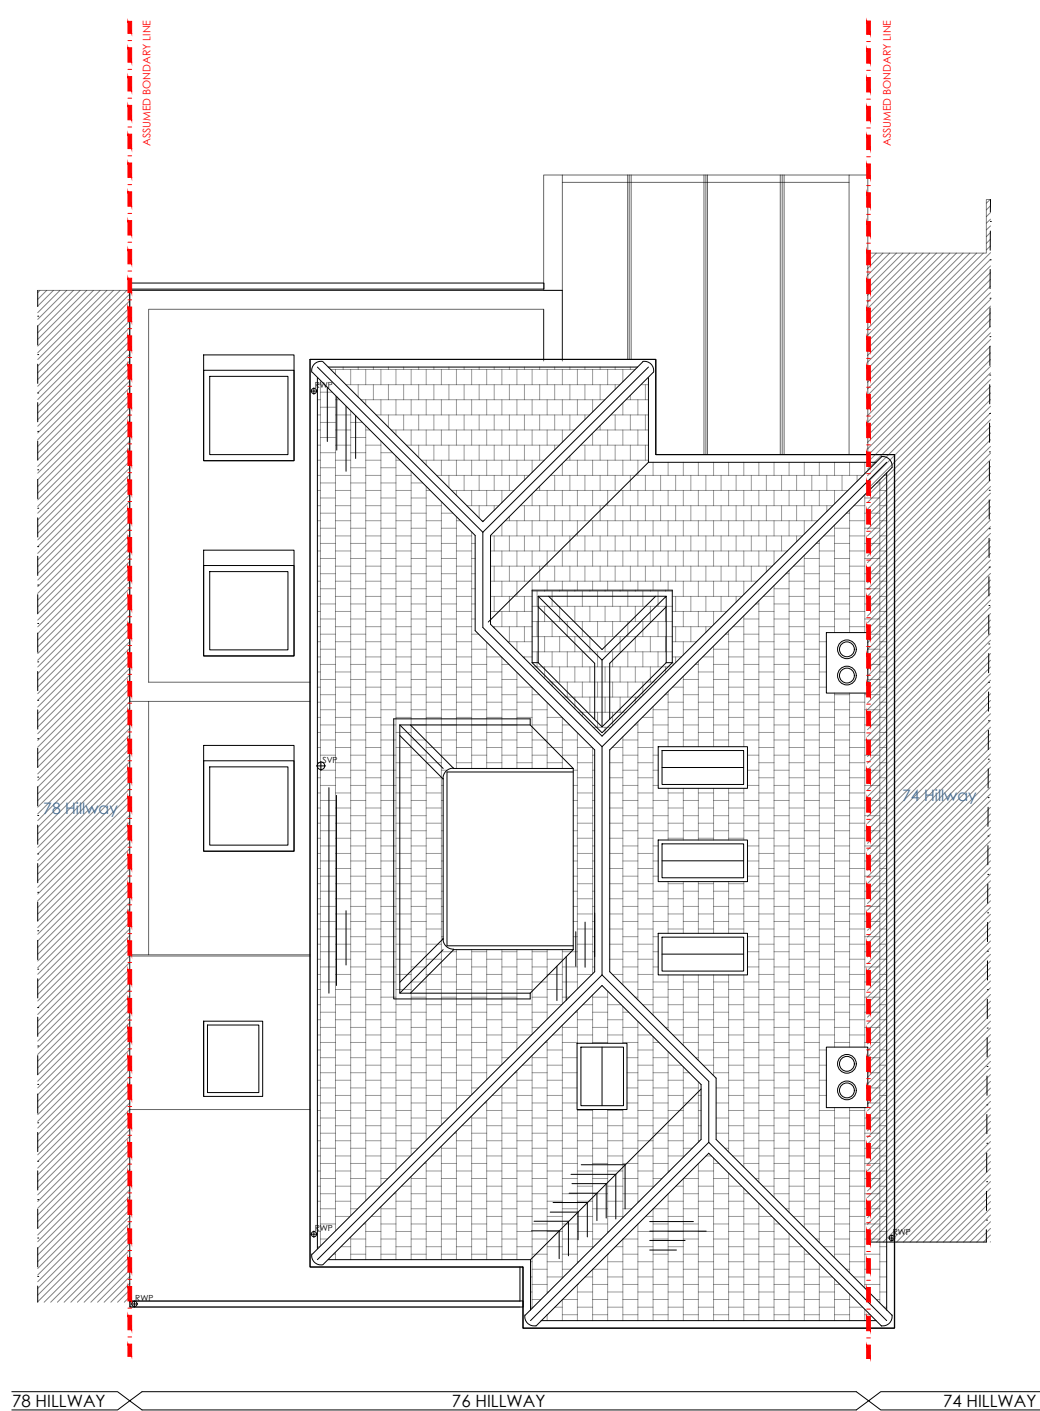 ASSUMED BONDARY LINE
ASSUMED BONDARY LINE
RWP
SVP
78 Hillway
74 Hillway
RWP
RWP
RWP
78 HILLWAY
76 HILLWAY
74 HILLWAY